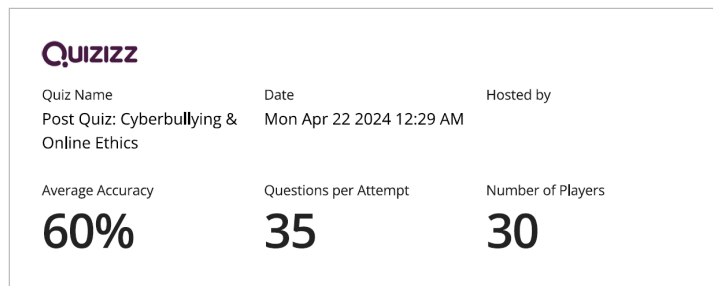 QUIZIZZ
Quiz Name
Post Quiz: Cyberbullying &
Online Ethics
Date
Mon Apr 22 2024 12:29 AM
Hosted by
Average Accuracy
60%
Questions per Attempt
35
Number of Players
30